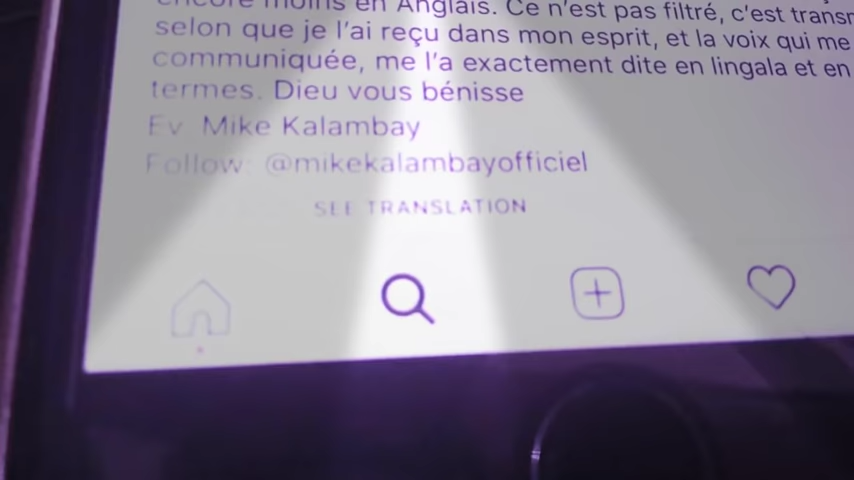 encore moins en Anglais. Ce n'est pas filtré, c'est
selon que je l'ai reçu dans mon esprit, et la voix qui me
communiquée, me l'a exactement dite en lingala et en
termes. Dieu vous bénisse
Ev. Mike Kalambay
Follow: @mikekalambayofficiel
SEE TRANSLATION